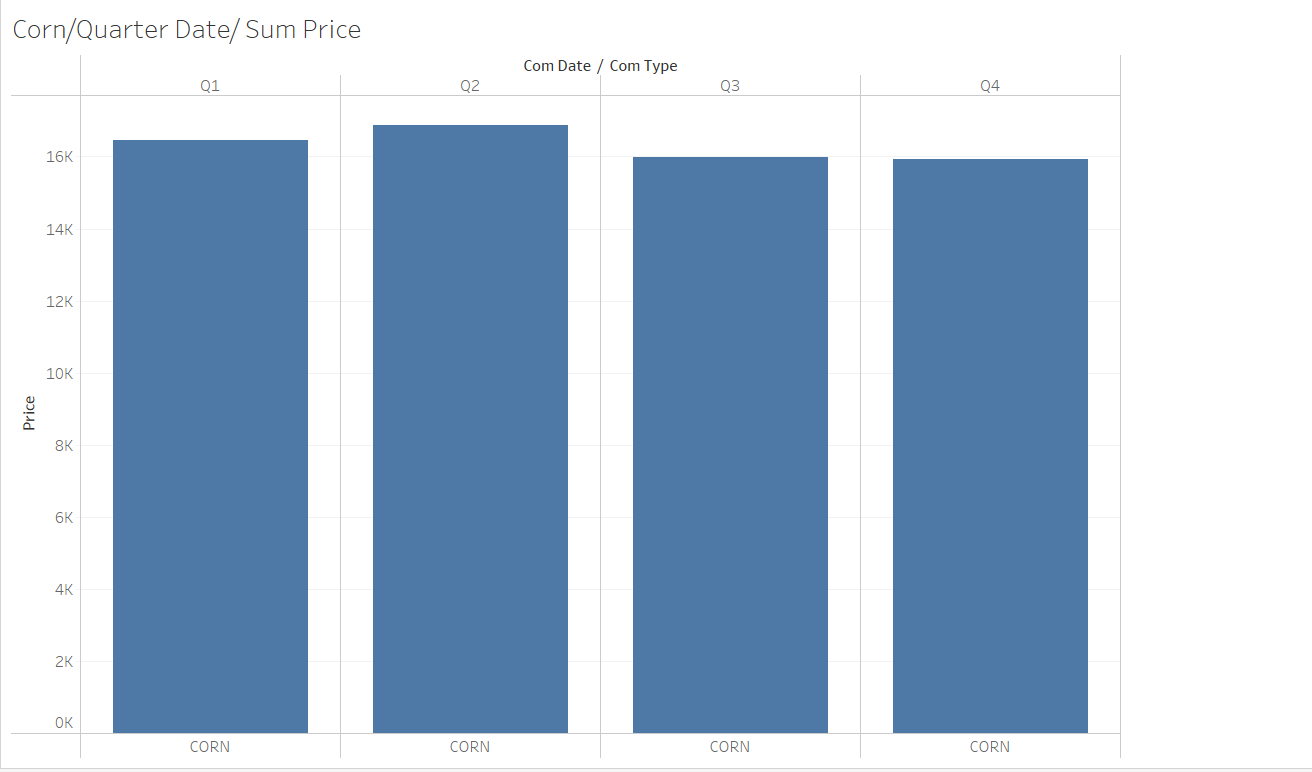 Corn/Quarter Date/ Sum Price
Com Date / Com Type
Q1 Q2 Q3 Q4
16K
14K
12K
10K
Price
8K
6K
4K
2K
0K
CORN CORN CORN CORN